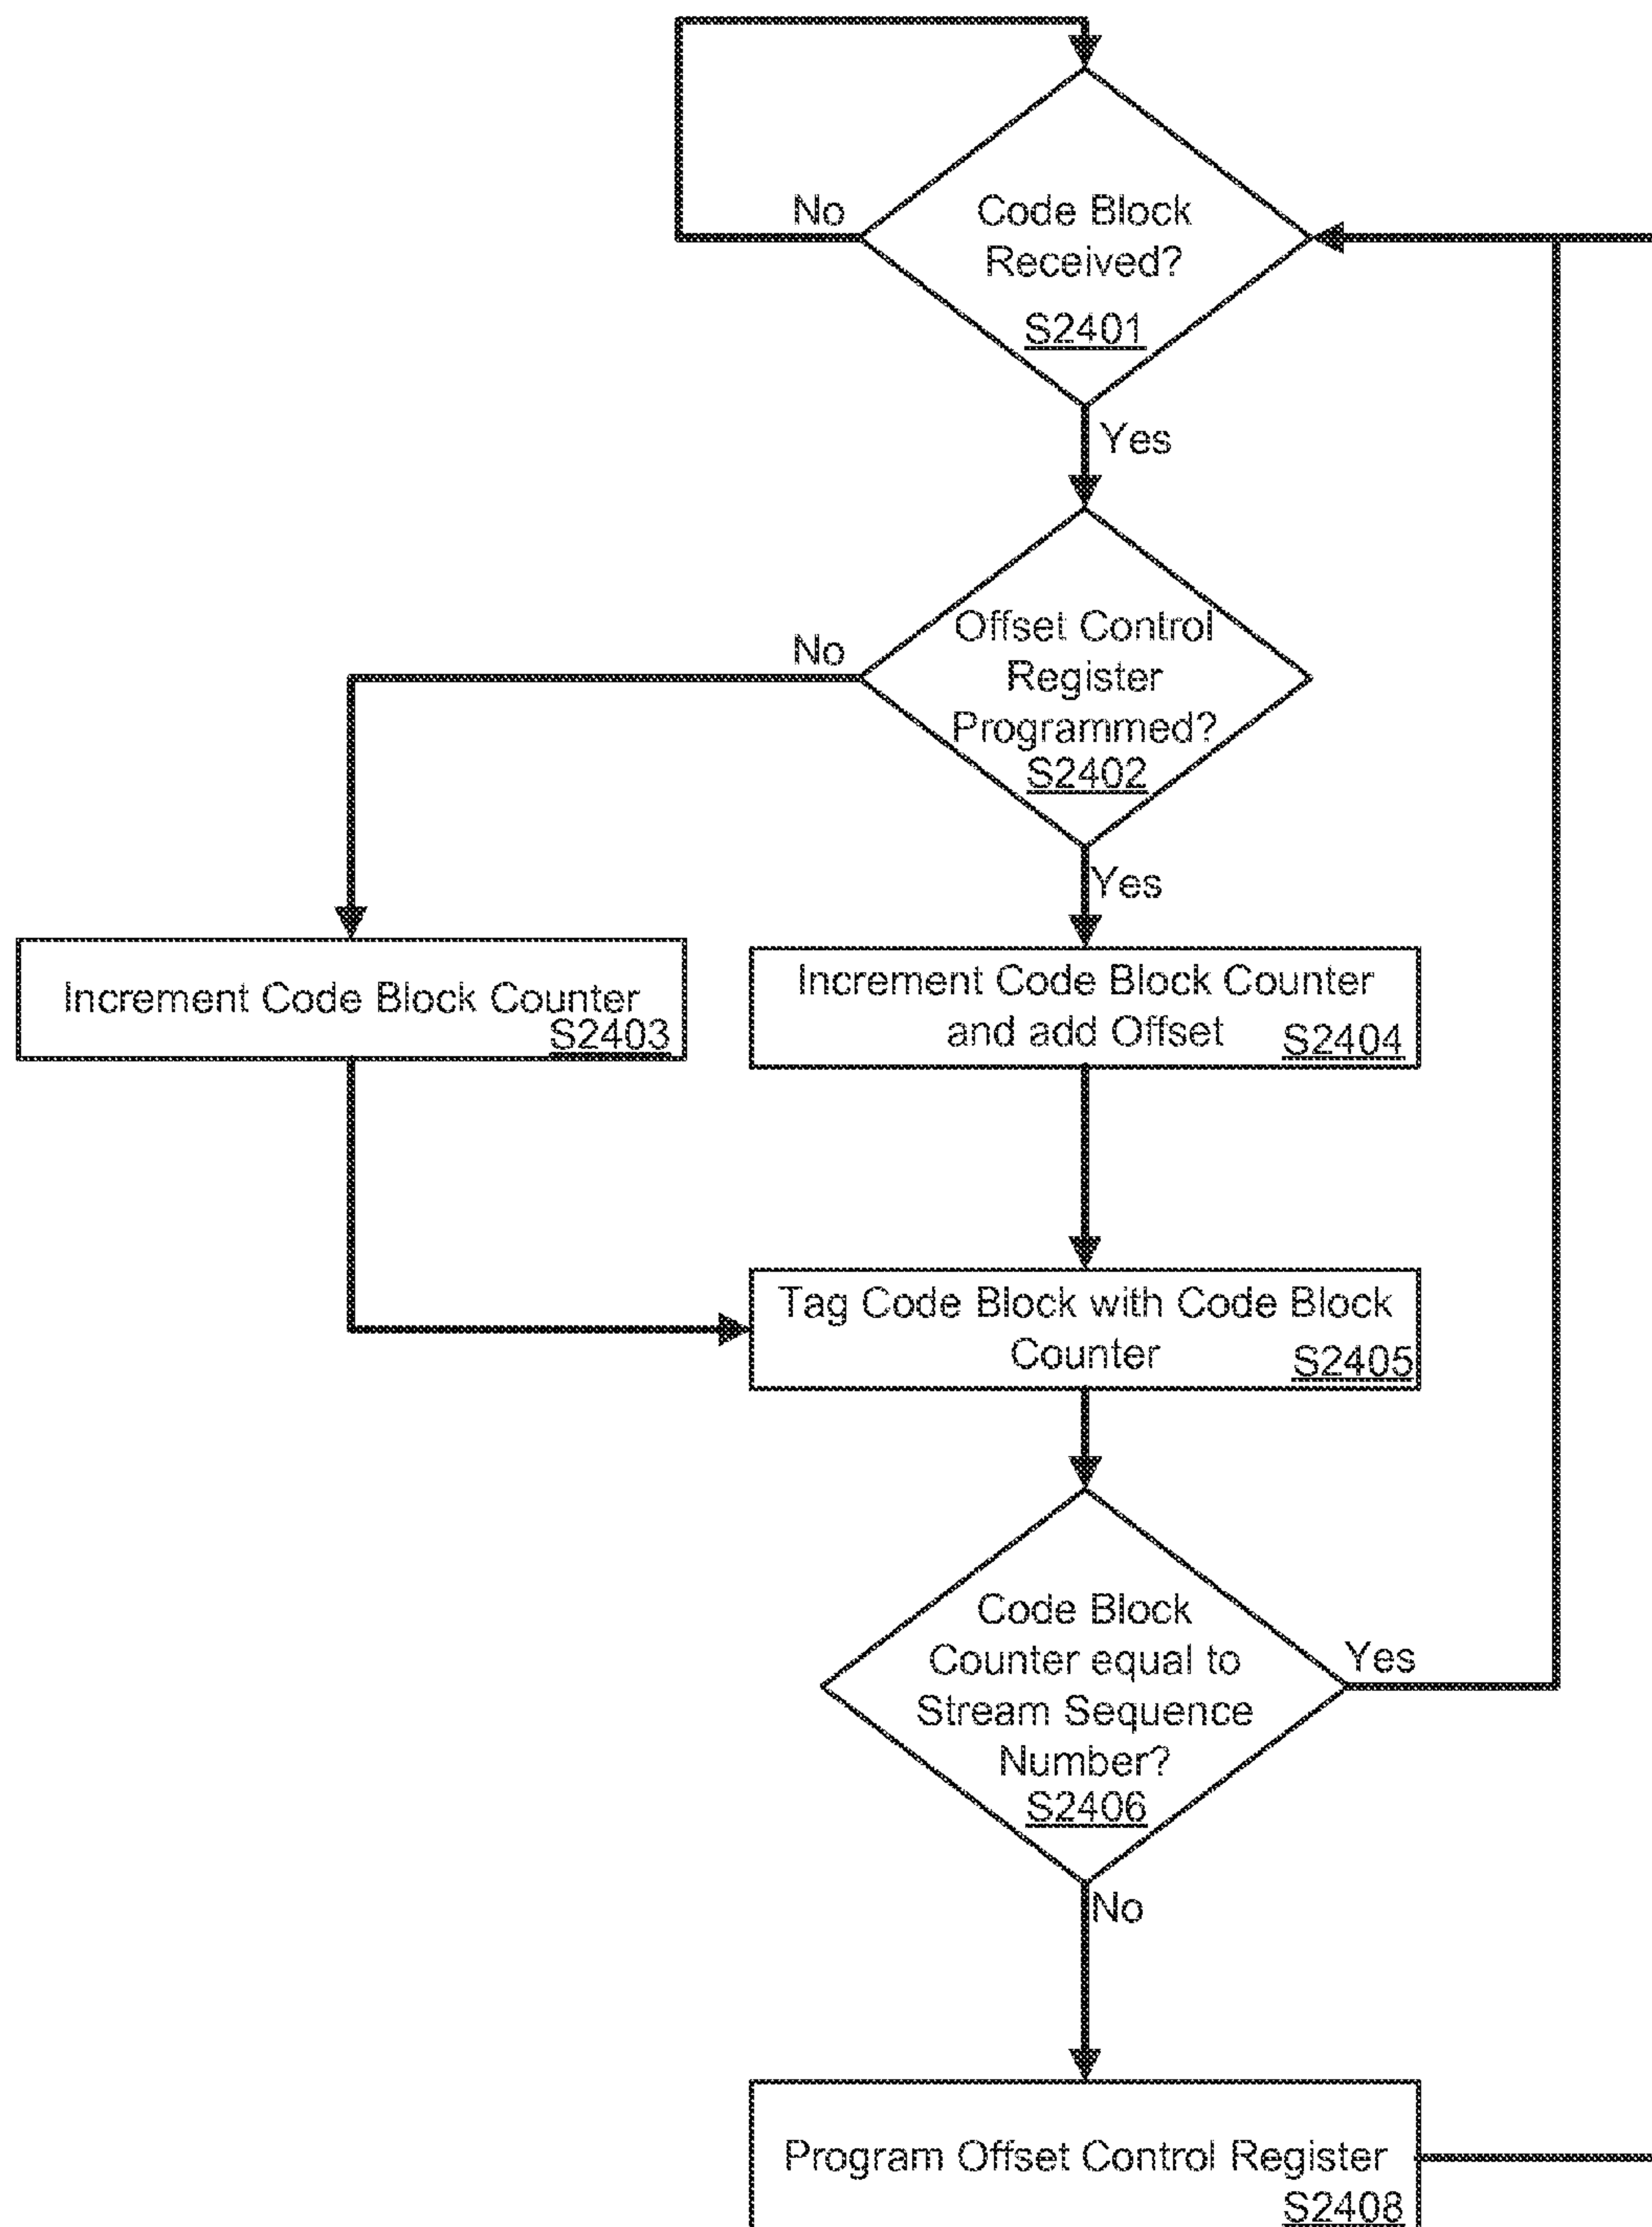 No
Code Block
Received?
S2401
Yes
Offset Control
Register
Programmed?
S2402
No
Yes
Increment Code Block Counter
S2403
Increment Code Block Counter
and add Offset
S2404
Tag Code Block with Code Block
Counter
S2405
Code Block
Counter equal to
Stream Sequence
Number?
S2406
Yes
No
Program Offset Control Register
S2408